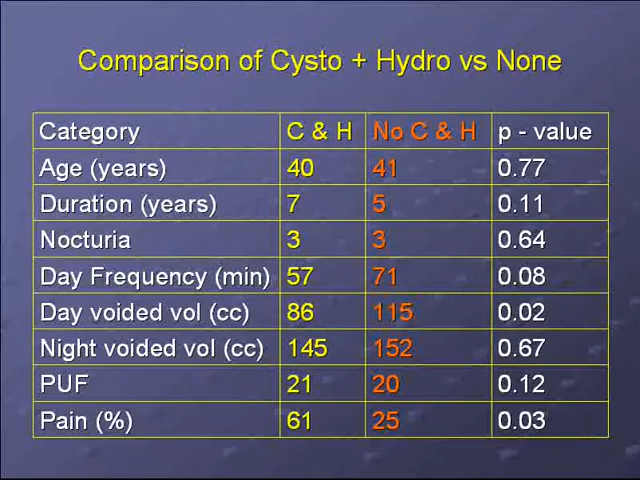 Comparison of Cysto + Hydro vs None
Category C & H No C & H p - value
Age (years) 40 41 0.77
Duration (years) 7 5 0.11
Nocturia 3 3 0.64
Day Frequency (min) 57 71 0.08
Day voided vol (cc) 86 115 0.02
Night voided vol (cc) 145 152 0.67
PUF 21 20 0.12
Pain (%) 61 25 0.03